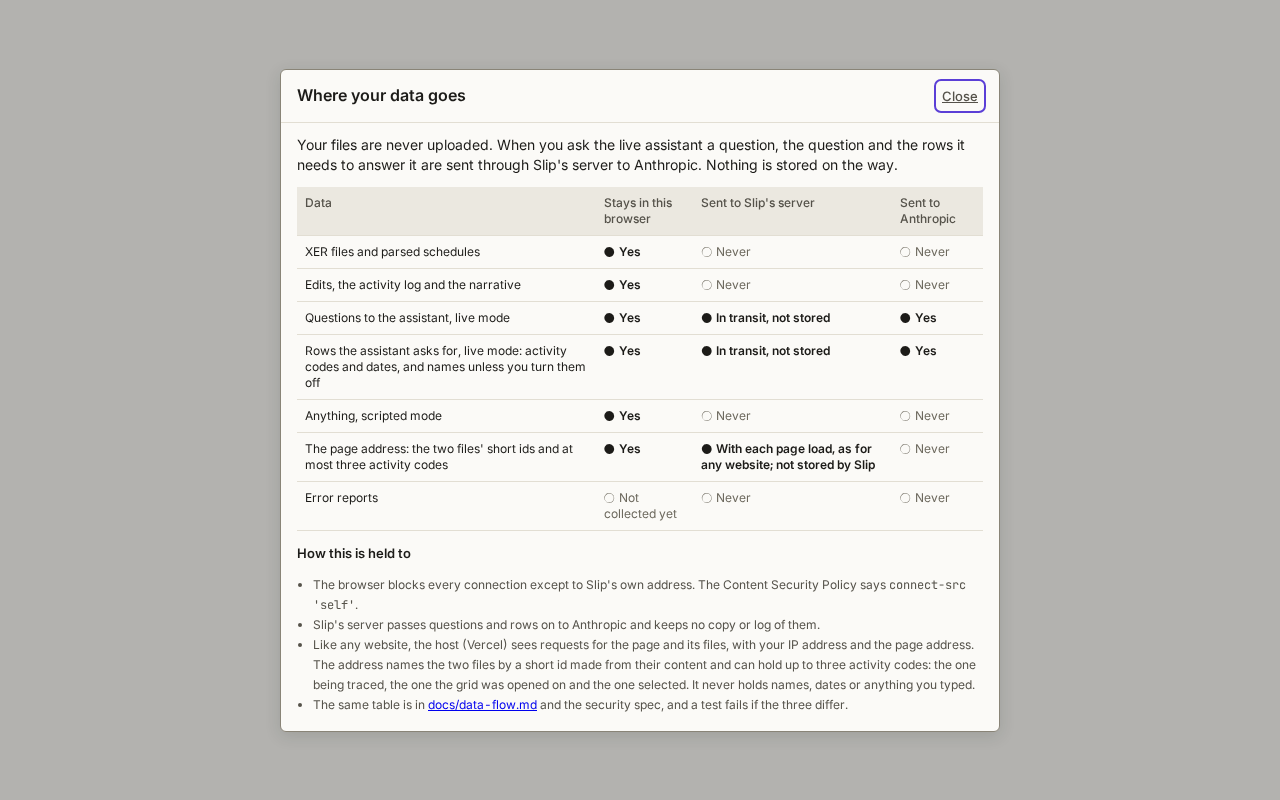 Where your data goes
Close
Your files are never uploaded. When you ask the live assistant a question, the question and the rows it
needs to answer it are sent through Slip's server to Anthropic. Nothing is stored on the way.
Data
Stays in this
browser
Sent to Slip's server
Sent to
Anthropic
XER files and parsed schedules
Yes
Never
Never
Edits, the activity log and the narrative
Yes
Never
Never
Questions to the assistant, live mode
Yes
In transit, not stored
Yes
Rows the assistant asks for, live mode: activity
codes and dates, and names unless you turn them
off
Yes
In transit, not stored
Yes
Anything, scripted mode
Yes
Never
Never
The page address: the two files' short ids and at
most three activity codes
Yes
With each page load, as for
any website; not stored by Slip
Never
Error reports
Not
collected yet
Never
Never
How this is held to
• The browser blocks every connection except to Slip's own address. The Content Security Policy says connect-src
'self'.
• Slip's server passes questions and rows on to Anthropic and keeps no copy or log of them.
• Like any website, the host (Vercel) sees requests for the page and its files, with your IP address and the page address.
The address names the two files by a short id made from their content and can hold up to three activity codes: the one
being traced, the one the grid was opened on and the one selected. It never holds names, dates or anything you typed.
• The same table is in docs/data-flow.md and the security spec, and a test fails if the three differ.